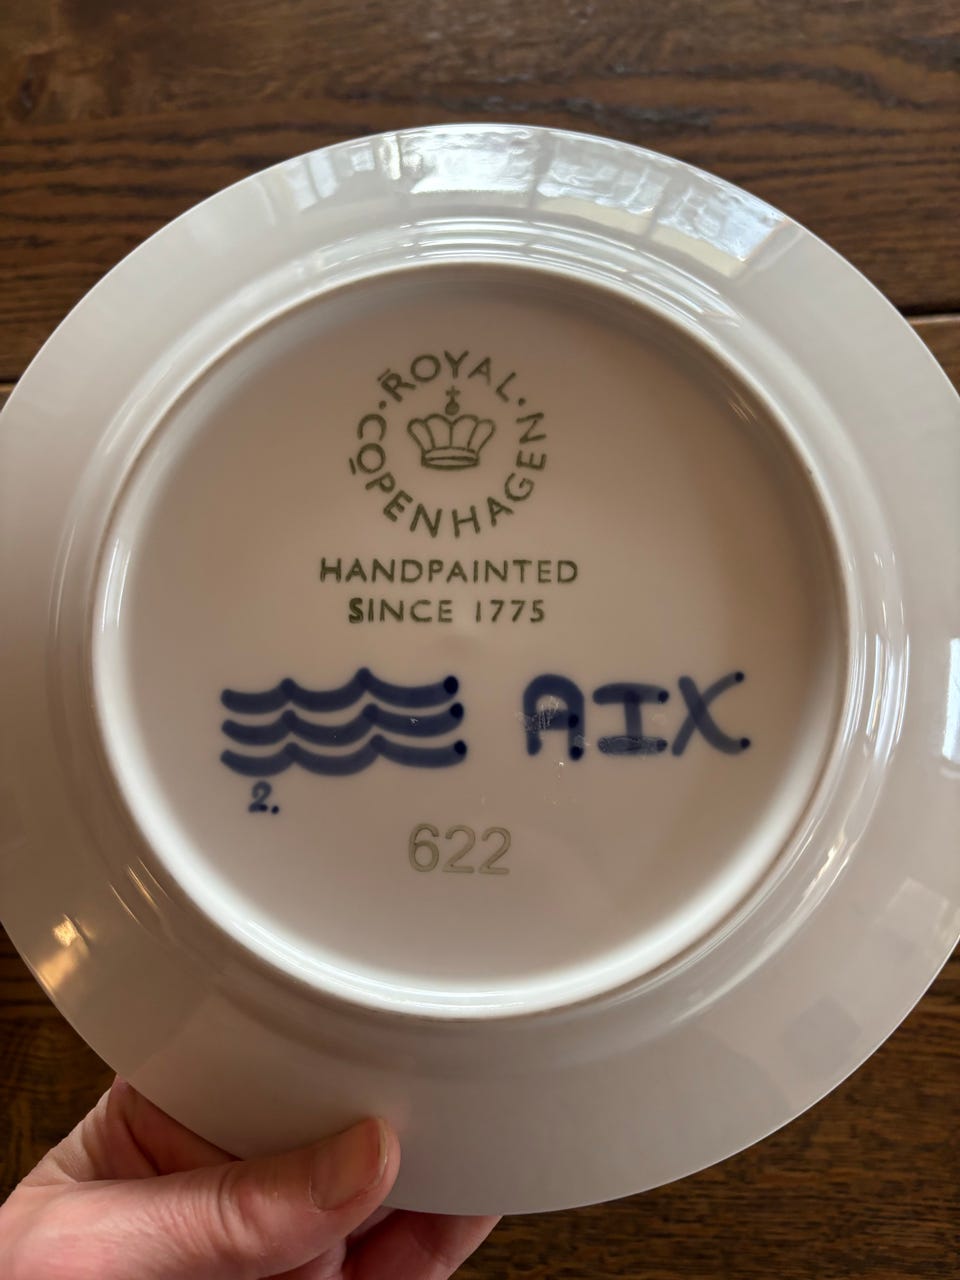 ROYAL · COPENHAGEN ·
HANDPAINTED
SINCE 1775
AIX
2.
622